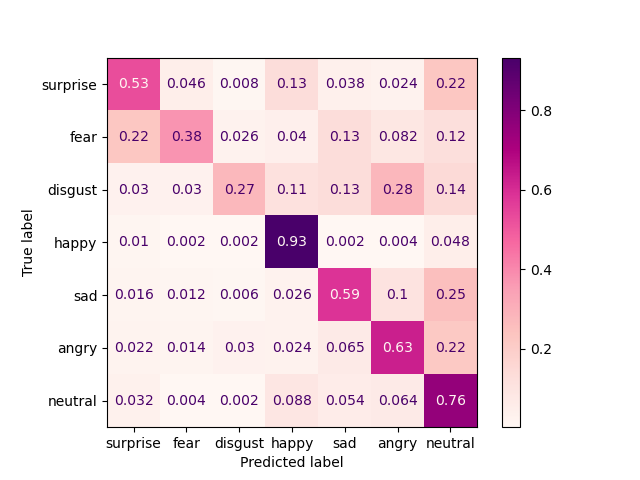 surprise 0.53 0.046 0.008 0.13 0.038 0.024 0.22
fear 0.22 0.38 0.026 0.04 0.13 0.082 0.12
disgust 0.03 0.03 0.27 0.11 0.13 0.28 0.14
happy 0.01 0.002 0.002 0.93 0.002 0.004 0.048
sad 0.016 0.012 0.006 0.026 0.59 0.1 0.25
angry 0.022 0.014 0.03 0.024 0.065 0.63 0.22
neutral 0.032 0.004 0.002 0.088 0.054 0.064 0.76
surprise fear disgust happy sad angry neutral
Predicted label
True label
0.8
0.6
0.4
0.2